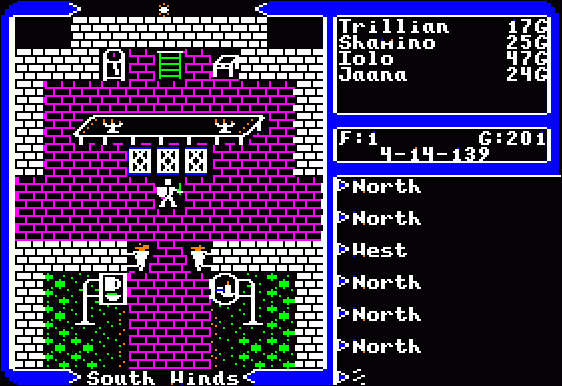 Trillian 17G
Shamino 25G
Iolo 47G
Jaana 24G
F:1 G:201
4-14-139
North
North
West
North
North
North
South Winds